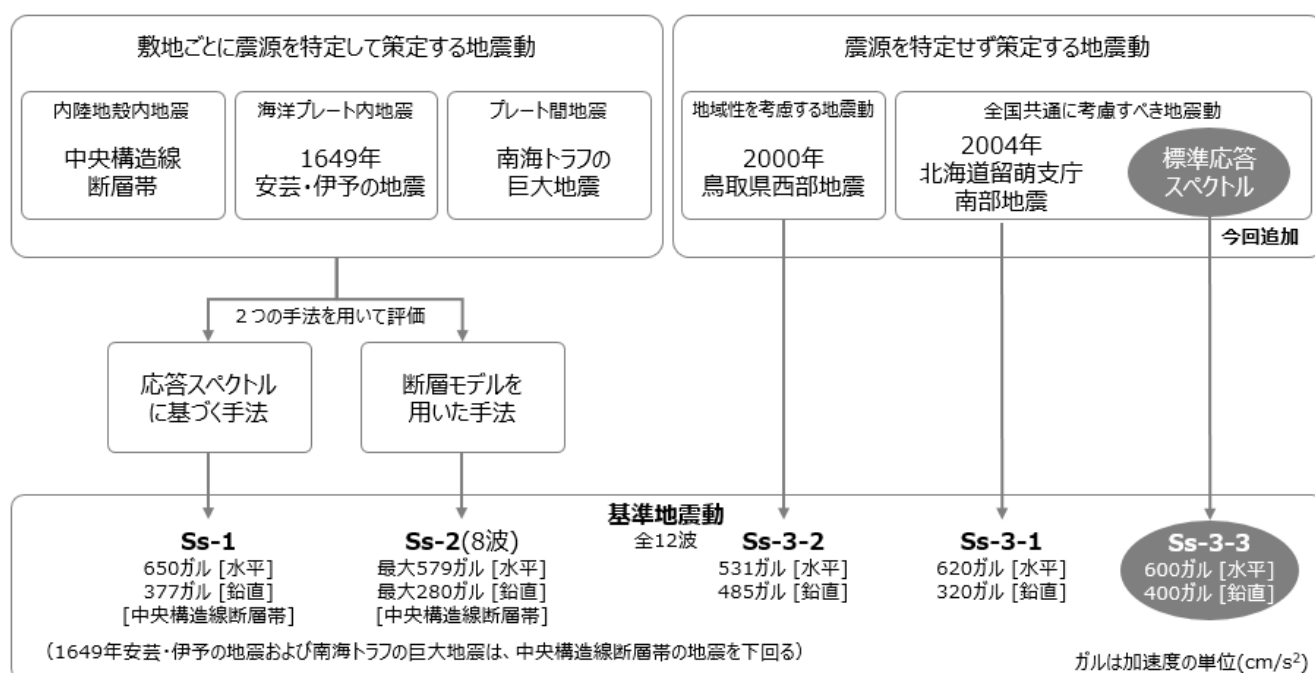 敷地ごとに震源を特定して策定する地震動
内陸地殻内地震
中央構造線
断層帯
海洋プレート内地震
1649年
安芸・伊予の地震
プレート間地震
南海トラフの
巨大地震
震源を特定せず策定する地震動
地域性を考慮する地震動
2000年
鳥取県西部地震
全国共通に考慮すべき地震動
2004年
北海道留萌支庁
南部地震
標準応答
スペクトル
今回追加
２つの手法を用いて評価
応答スペクトル
に基づく手法
断層モデルを
用いた手法
基準地震動
全12波
Ss-1
650ガル [水平]
377ガル [鉛直]
[中央構造線断層帯]
Ss-2(8波)
最大579ガル [水平]
最大280ガル [鉛直]
[中央構造線断層帯]
Ss-3-2
531ガル [水平]
485ガル [鉛直]
Ss-3-1
620ガル [水平]
320ガル [鉛直]
Ss-3-3
600ガル [水平]
400ガル [鉛直]
（1649年安芸・伊予の地震および南海トラフの巨大地震は、中央構造線断層帯の地震を下回る）
ガルは加速度の単位(cm/s²)